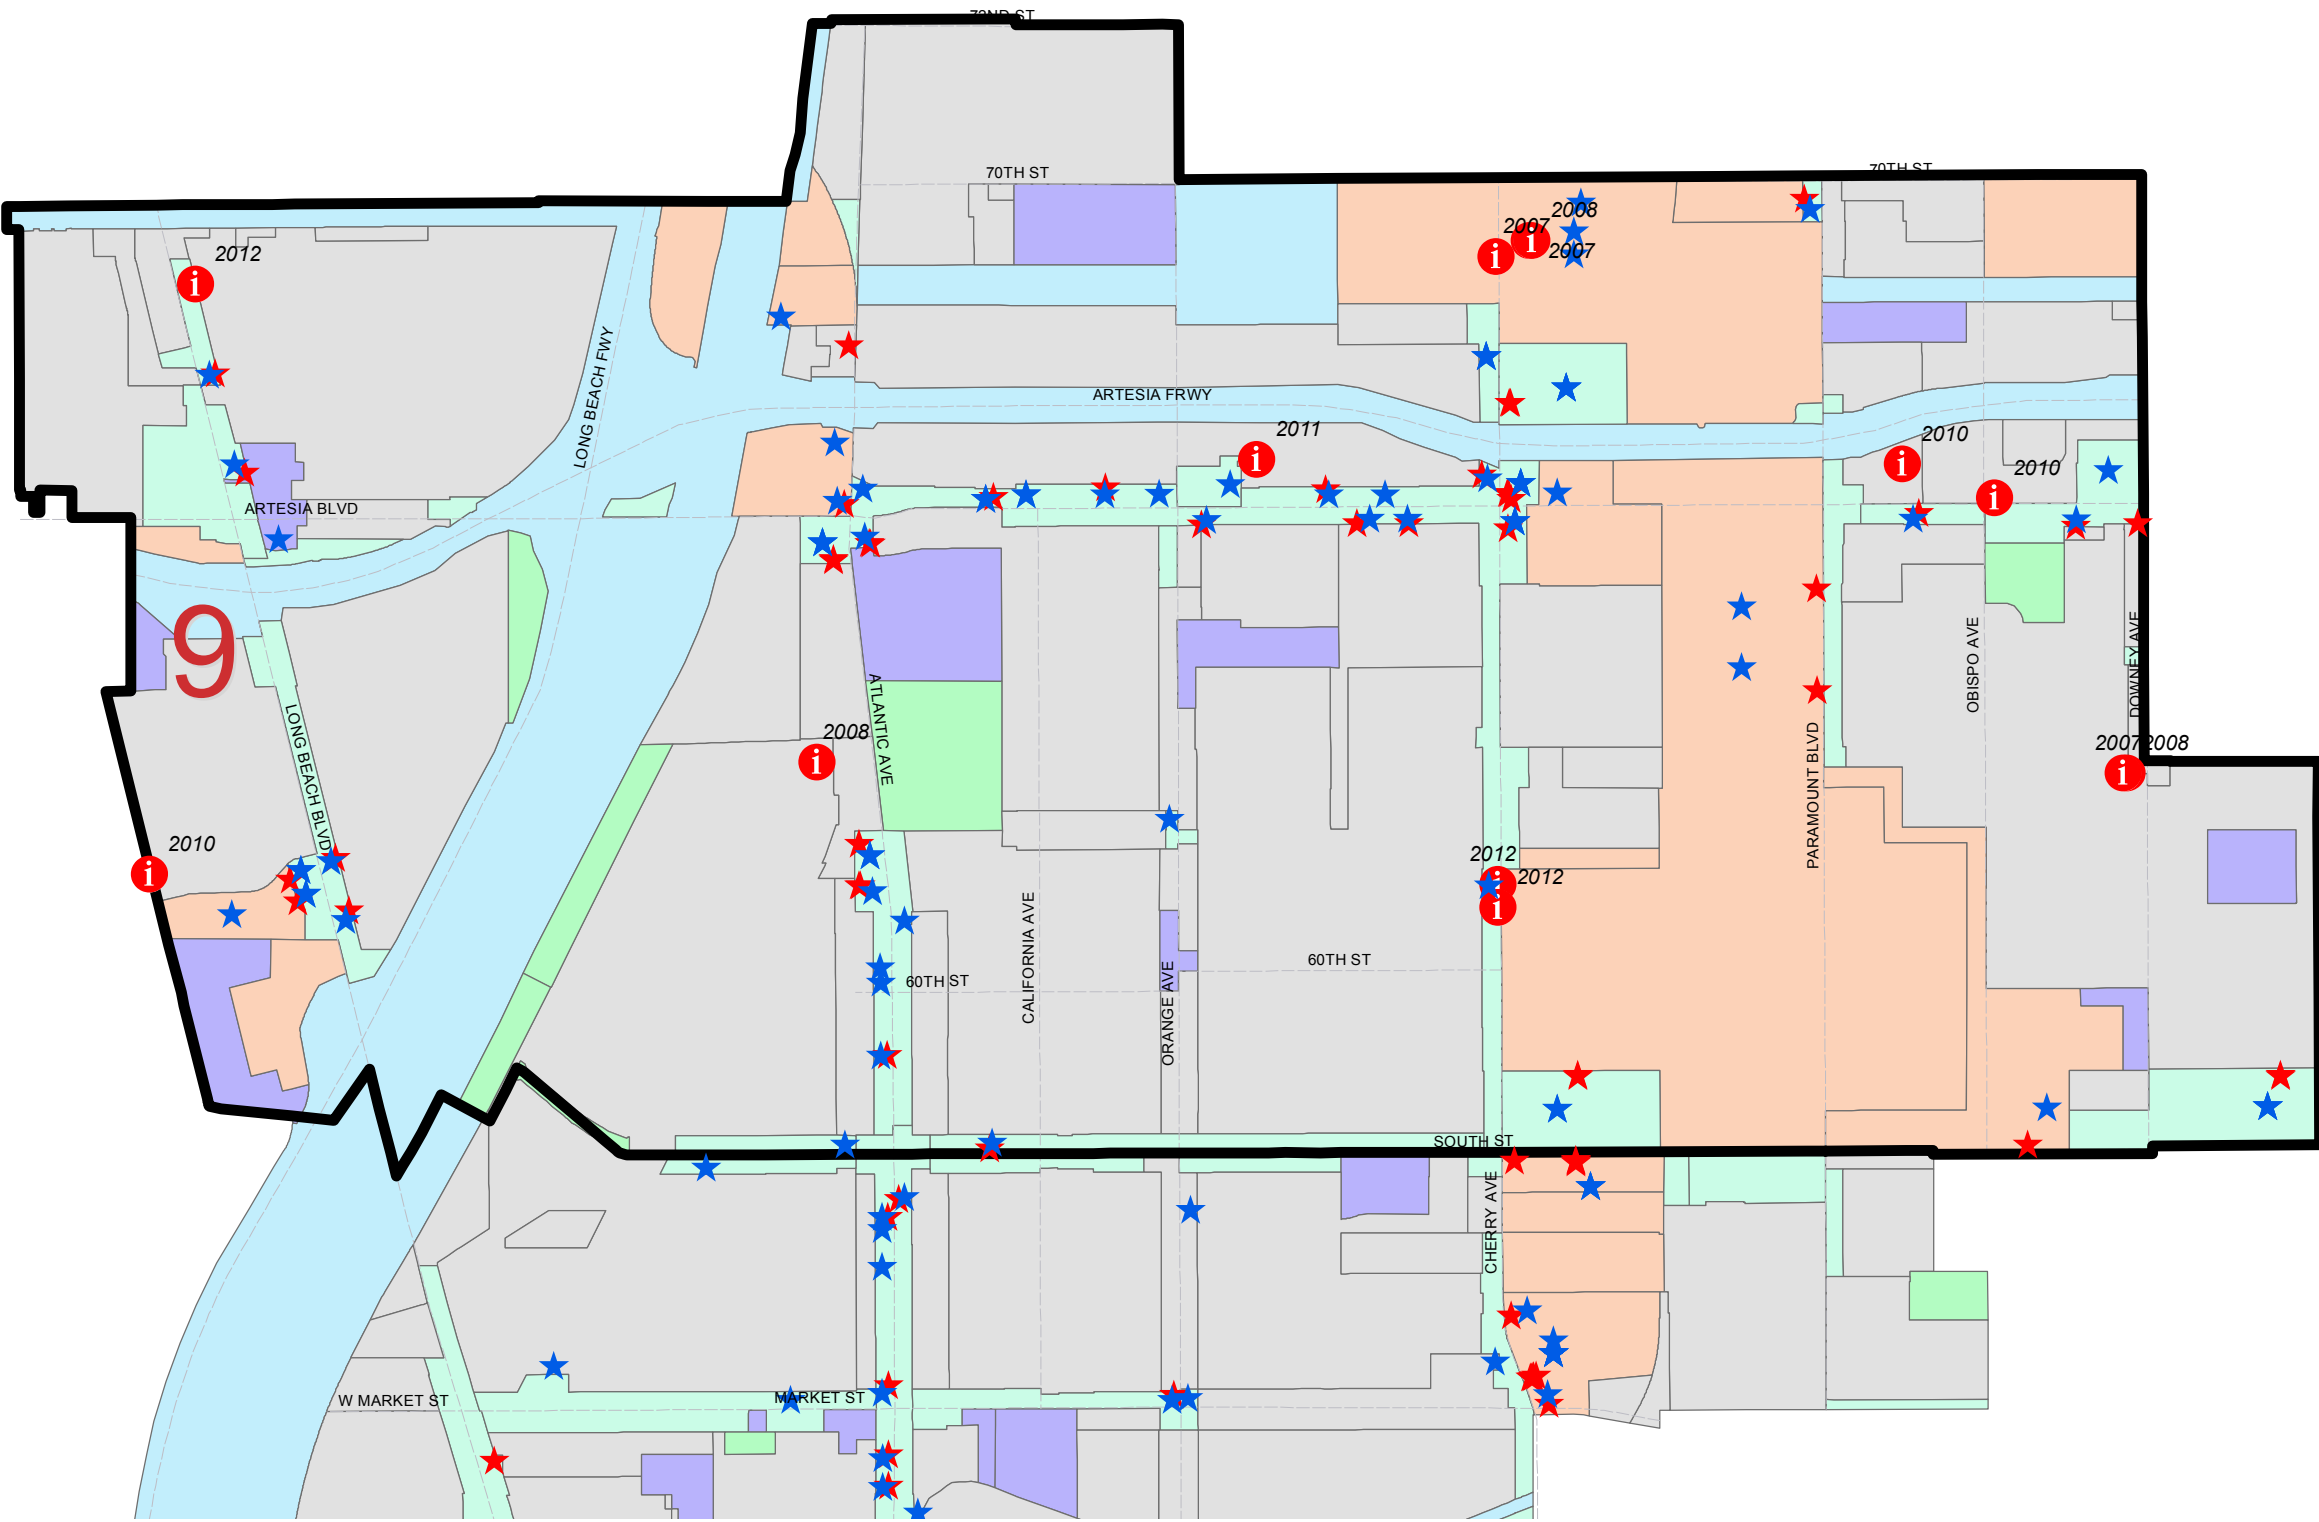 72ND ST
70TH ST
70TH ST
2008
2007
2007
2012
LONG BEACH FWY
ARTESIA FRWY
2011
2010
2010
ARTESIA BLVD
9
ATLANTIC AVE
OBISPO AVE
DOWNEY AVE
LONG BEACH BLVD
2008
PARAMOUNT BLVD
2007
2008
2010
2012
2012
CALIFORNIA AVE
ORANGE AVE
60TH ST
60TH ST
SOUTH ST
CHERRY AVE
W MARKET ST
MARKET ST
i
i
i
i
i
i
i
i
i
i
i